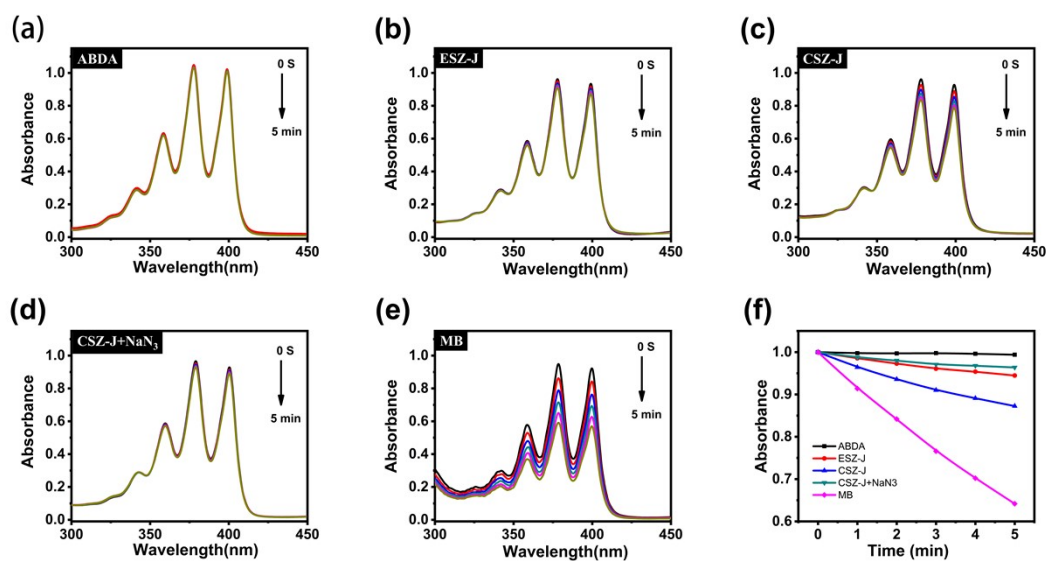 (a)
ABDA
0 S
5 min
Absorbance
1.0
0.8
0.6
0.4
0.2
0.0
300
350
400
450
Wavelength(nm)
(b)
ESZ-J
0 S
5 min
Absorbance
1.0
0.8
0.6
0.4
0.2
0.0
300
350
400
450
Wavelength(nm)
(c)
CSZ-J
0 S
5 min
Absorbance
1.0
0.8
0.6
0.4
0.2
0.0
300
350
400
450
Wavelength(nm)
(d)
CSZ-J+NaN₃
0 S
5 min
Absorbance
1.0
0.8
0.6
0.4
0.2
0.0
300
350
400
450
Wavelength(nm)
(e)
MB
0 S
5 min
Absorbance
1.0
0.8
0.6
0.4
0.2
0.0
300
350
400
450
Wavelength(nm)
(f)
Absorbance
1.0
0.9
0.8
0.7
0.6
ABDA
ESZ-J
CSZ-J
CSZ-J+NaN3
MB
0
1
2
3
4
5
Time (min)